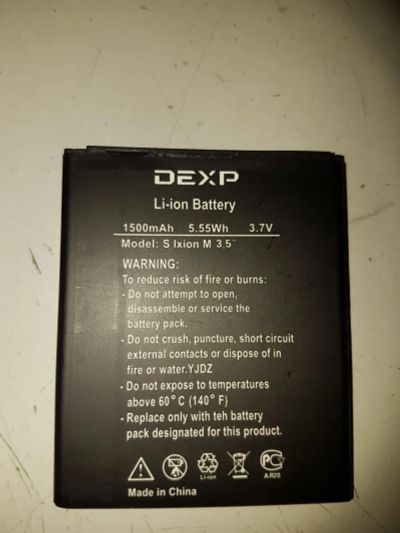 DEXP
Li-ion Battery
1500mAh 5.55Wh 3.7V
Model: S Ixion M 3,5"
WARNING:
To reduce risk of fire or burns:
- Do not attempt to open,
disassemble or service the
battery pack.
- Do not crush, puncture, short circuit
external contacts or dispose of in
fire or water.YJDZ
- Do not expose to temperatures
above 60°C (140°F)
- Replace only with teh battery
pack designated for this product.
Li-ion
АЯ20
Made in China